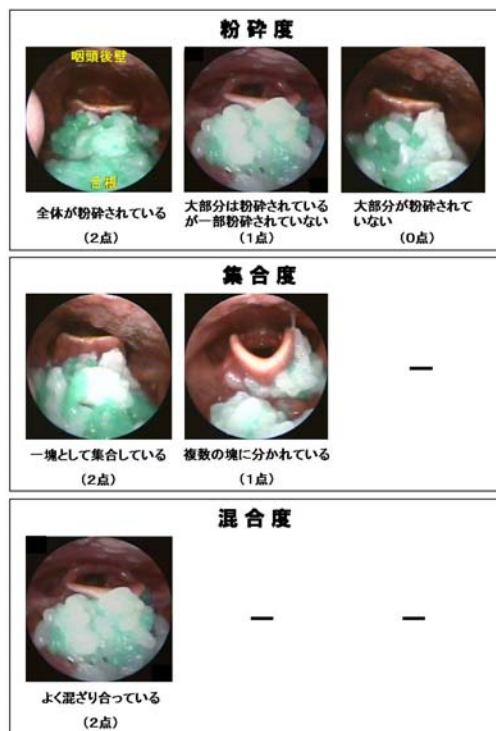 粉砕度
咽頭後壁
舌根
全体が粉砕されている
(2点)
大部分は粉砕されている
が一部粉砕されていない
(1点)
大部分が粉砕されて
いない
(0点)
集合度
一塊として集合している
(2点)
複数の塊に分かれている
(1点)
ー
混合度
よく混ざり合っている
(2点)
ー
ー